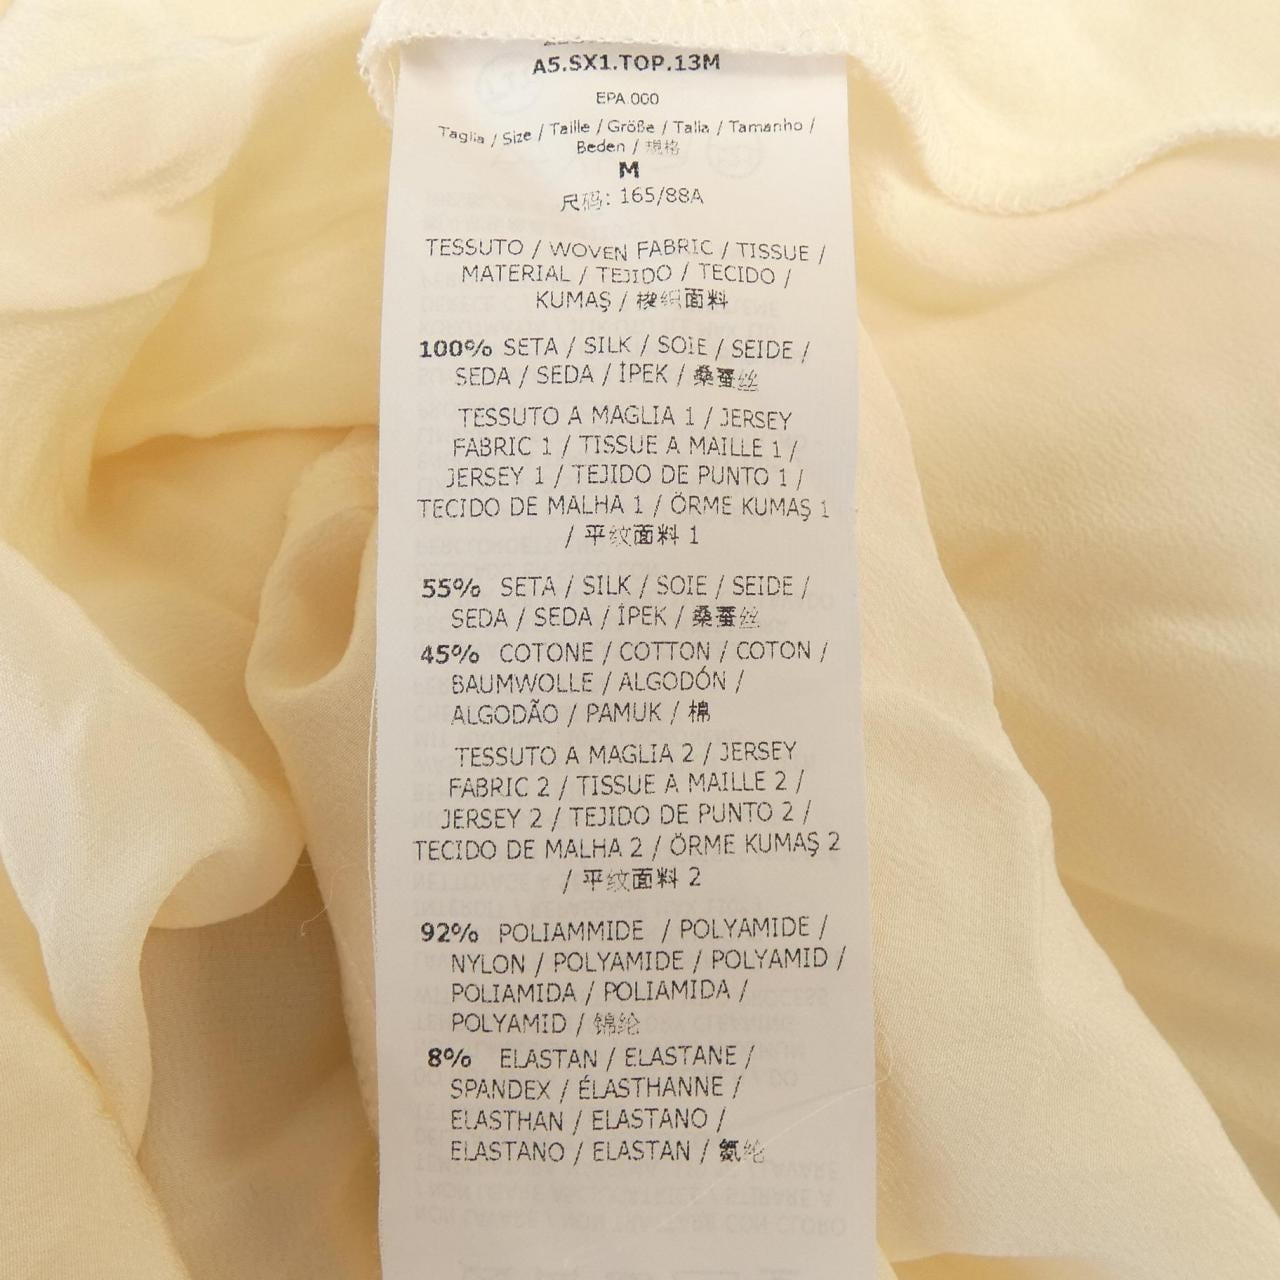 A5.SX1.TOP.13M
EPA.000
Taglia / Size / Taille / Größe / Talla / Tamanho /
Beden / 規格
M
尺码: 165/88A
TESSUTO / WOVEN FABRIC / TISSUE /
MATERIAL / TEJIDO / TECIDO /
KUMAŞ / 梭织面料
100% SETA / SILK / SOIE / SEIDE /
SEDA / SEDA / İPEK / 桑蚕丝
TESSUTO A MAGLIA 1 / JERSEY
FABRIC 1 / TISSUE A MAILLE 1 /
JERSEY 1 / TEJIDO DE PUNTO 1 /
TECIDO DE MALHA 1 / ÖRME KUMAŞ 1
/ 平纹面料 1
55% SETA / SILK / SOIE / SEIDE /
SEDA / SEDA / İPEK / 桑蚕丝
45% COTONE / COTTON / COTON /
BAUMWOLLE / ALGODÓN /
ALGODÃO / PAMUK / 棉
TESSUTO A MAGLIA 2 / JERSEY
FABRIC 2 / TISSUE A MAILLE 2 /
JERSEY 2 / TEJIDO DE PUNTO 2 /
TECIDO DE MALHA 2 / ÖRME KUMAŞ 2
/ 平纹面料 2
92% POLIAMMIDE / POLYAMIDE /
NYLON / POLYAMIDE / POLYAMID /
POLIAMIDA / POLIAMIDA /
POLYAMID / 锦纶
8% ELASTAN / ELASTANE /
SPANDEX / ÉLASTHANNE /
ELASTHAN / ELASTANO /
ELASTANO / ELASTAN / 氨纶